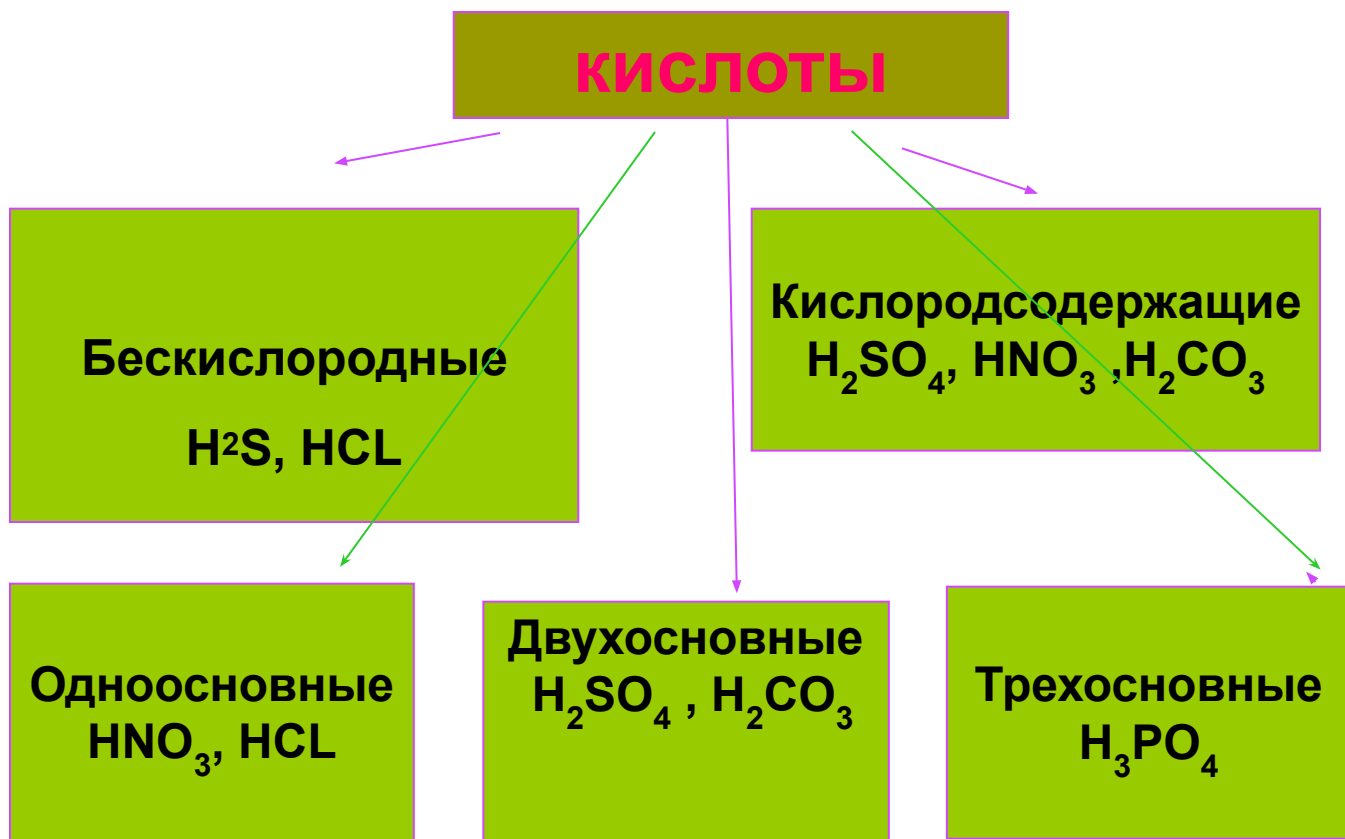 кислоты
Бескислородные
H²S, HCL
Кислородсодержащие
H₂SO₄, HNO₃ ,H₂CO₃
Одноосновные
HNO₃, HCL
Двухосновные
H₂SO₄ , H₂CO₃
Трехосновные
H₃PO₄